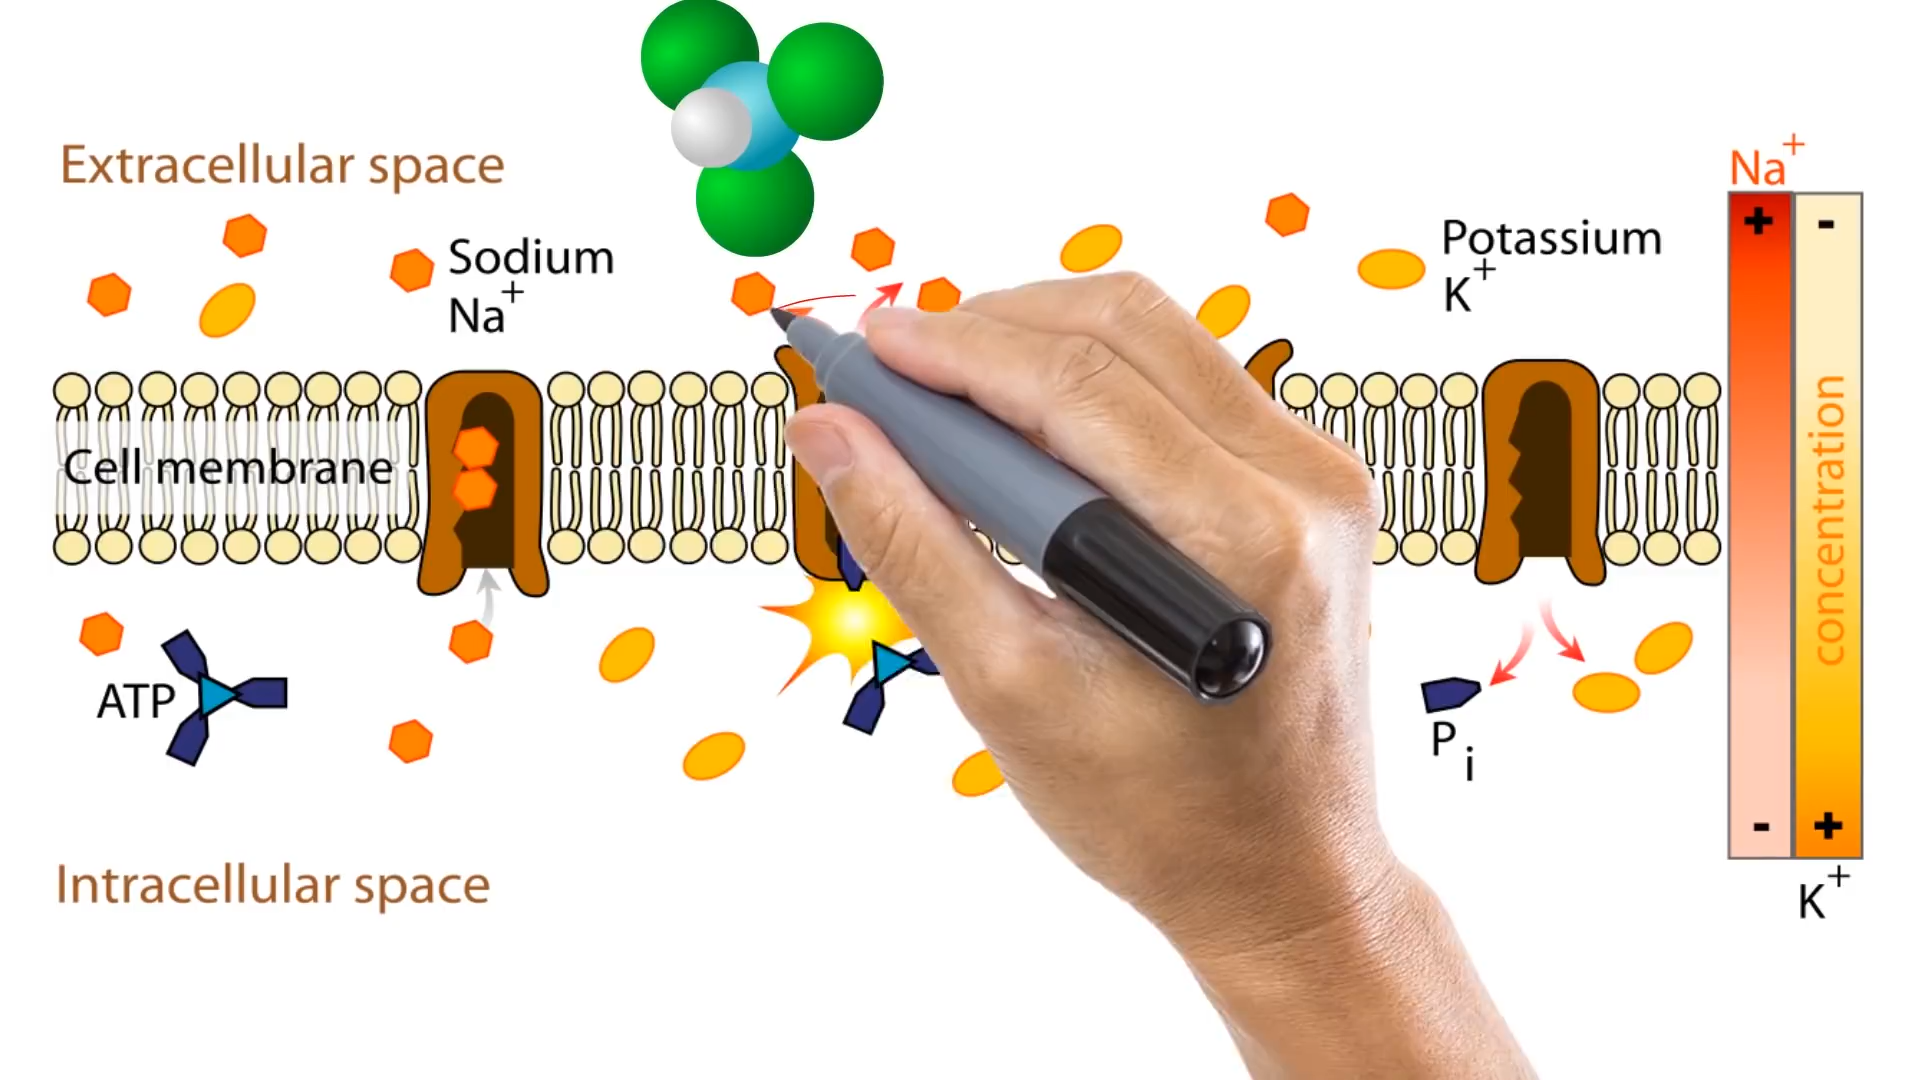 Extracellular space
Sodium
Na+
Potassium
K+
Na+
+ -
Cell membrane
concentration
ATP
Pi
- +
Intracellular space
K+